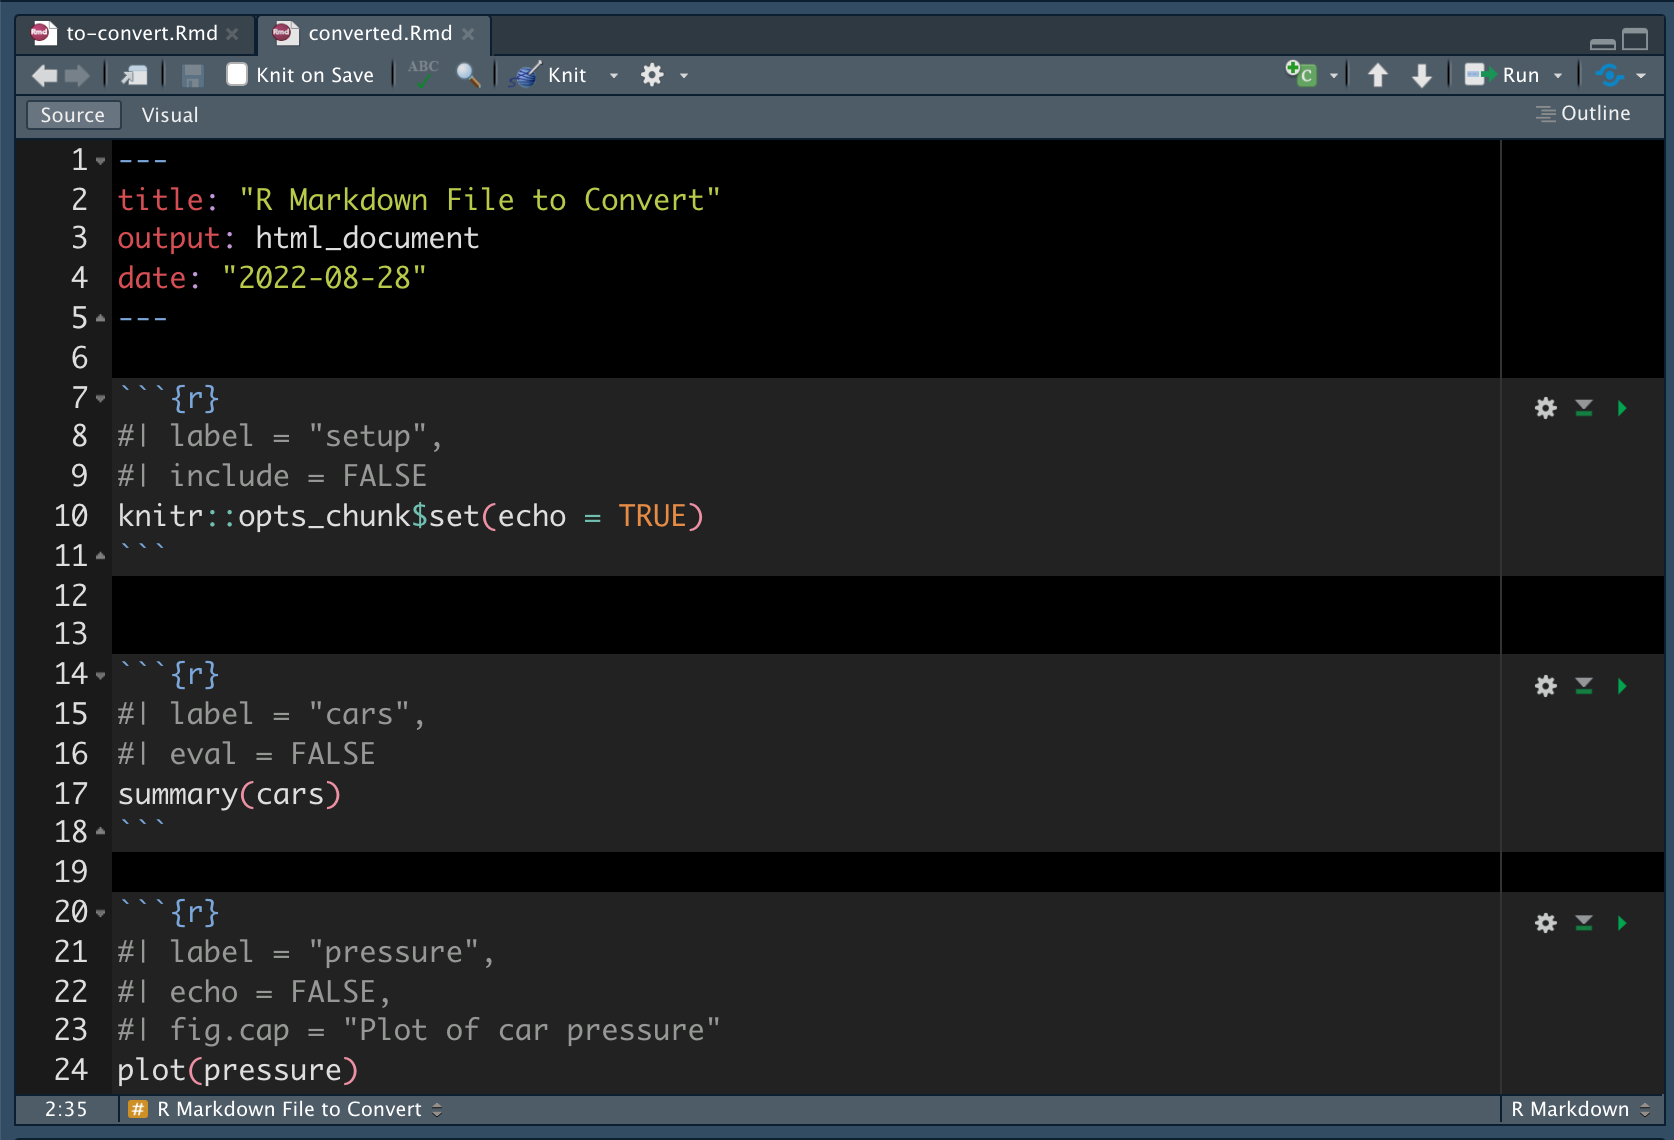 to-convert.Rmd
converted.Rmd
Knit on Save
ABC
Knit
C
Run
Source
Visual
Outline
1 ---
2 title: "R Markdown File to Convert"
3 output: html_document
4 date: "2022-08-28"
5 ---
6
7 ```{r}
8 #| label = "setup",
9 #| include = FALSE
10 knitr::opts_chunk$set(echo = TRUE)
11 ```
12
13
14 ```{r}
15 #| label = "cars",
16 #| eval = FALSE
17 summary(cars)
18 ```
19
20 ```{r}
21 #| label = "pressure",
22 #| echo = FALSE,
23 #| fig.cap = "Plot of car pressure"
24 plot(pressure)
2:35
# R Markdown File to Convert
R Markdown